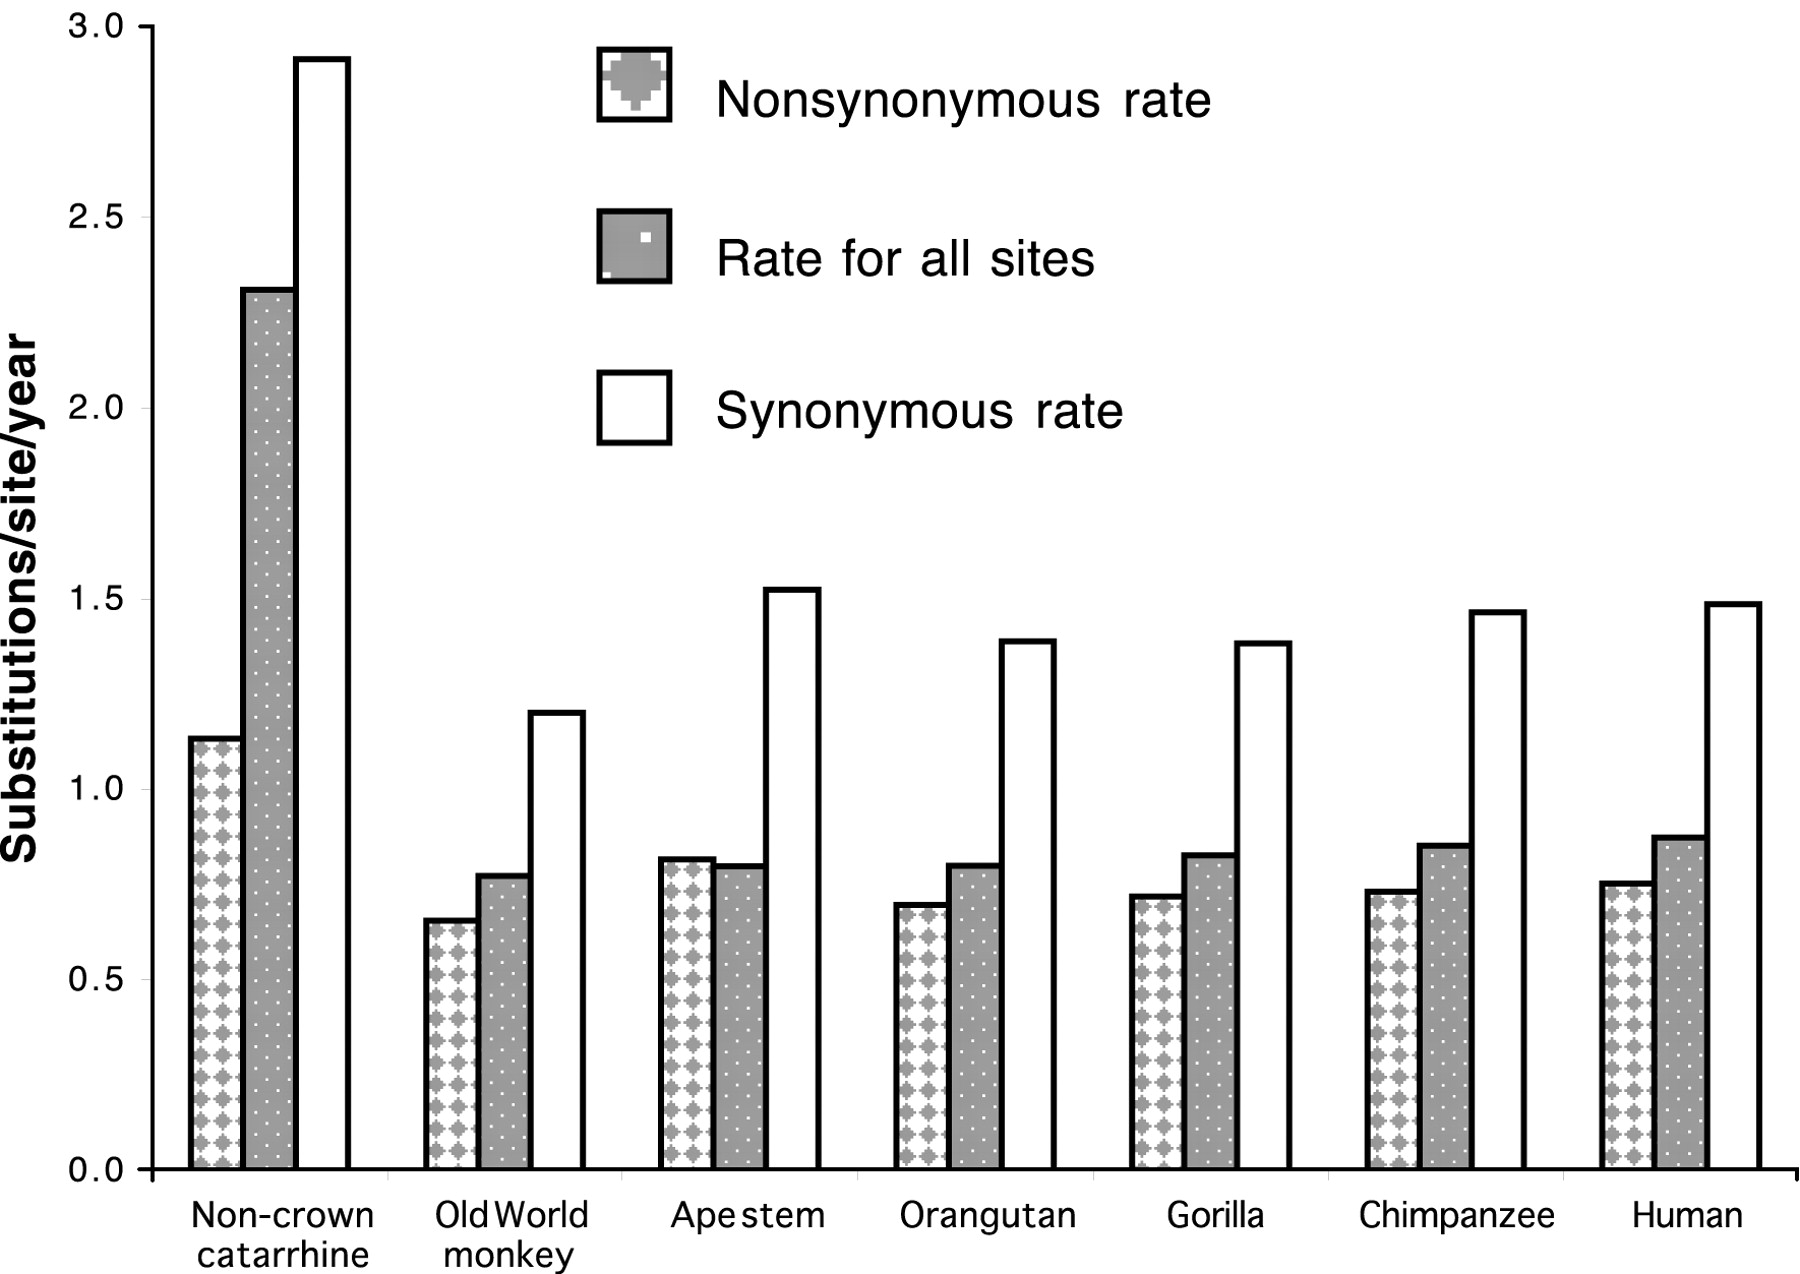 3.0
2.5
2.0
1.5
1.0
0.5
0.0
Substitutions/site/year
Nonsynonymous rate
Rate for all sites
Synonymous rate
Non-crown
catarrhine
Old World
monkey
Ape stem
Orangutan
Gorilla
Chimpanzee
Human